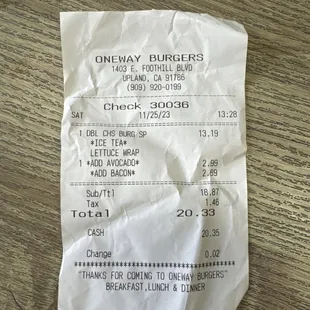 ONEWAY BURGERS
1403 E. FOOTHILL BLVD
UPLAND, CA 91786
(909) 920-0199
Check 30036
SAT 11/25/23 13:28
1 DBL CHS BURG/SP 13.19
*ICE TEA*
LETTUCE WRAP
1 *ADD AVOCADO* 2.99
*ADD BACON* 2.69
Sub/Ttl 18.87
Tax 1.46
Total 20.33
CASH 20.35
Change 0.02
"THANKS FOR COMING TO ONEWAY BURGERS"
BREAKFAST,LUNCH & DINNER